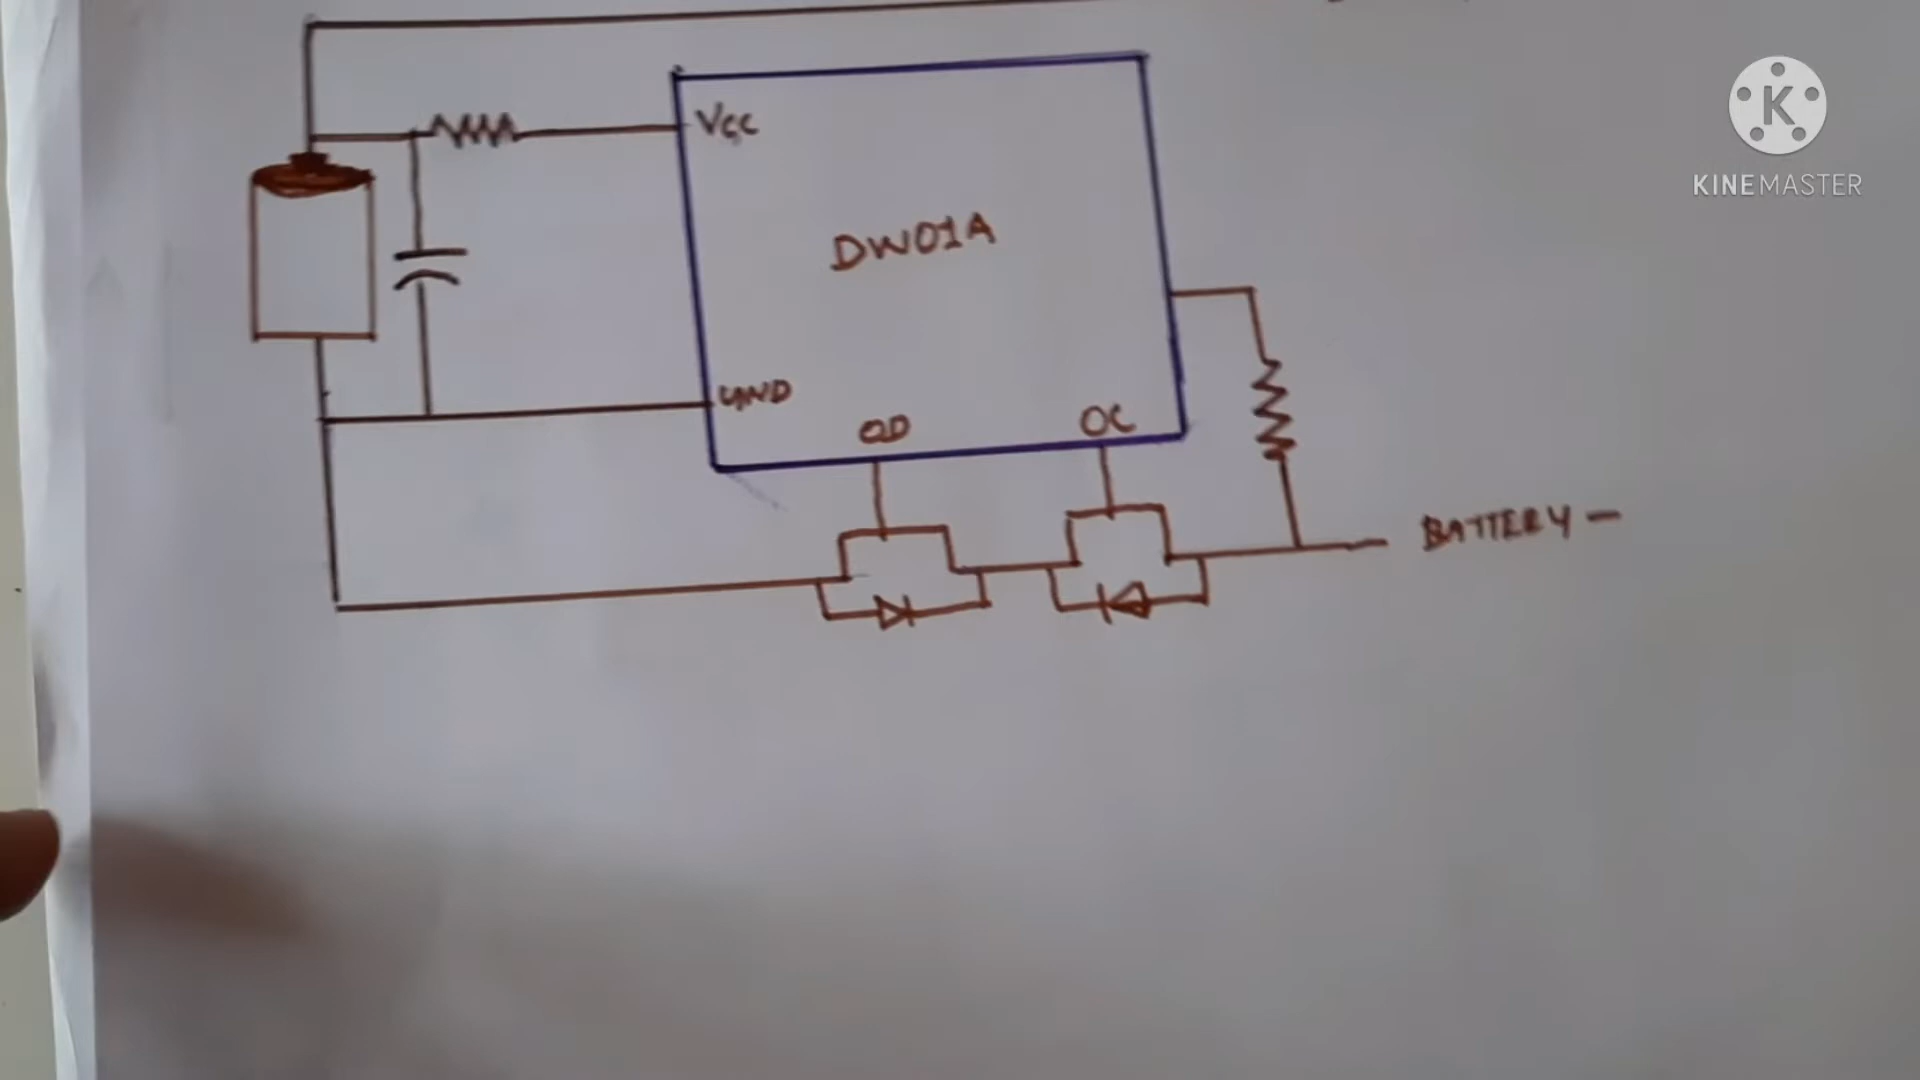 Vcc
DW01A
GND
OD
OC
BATTERY -
K
KINEMASTER